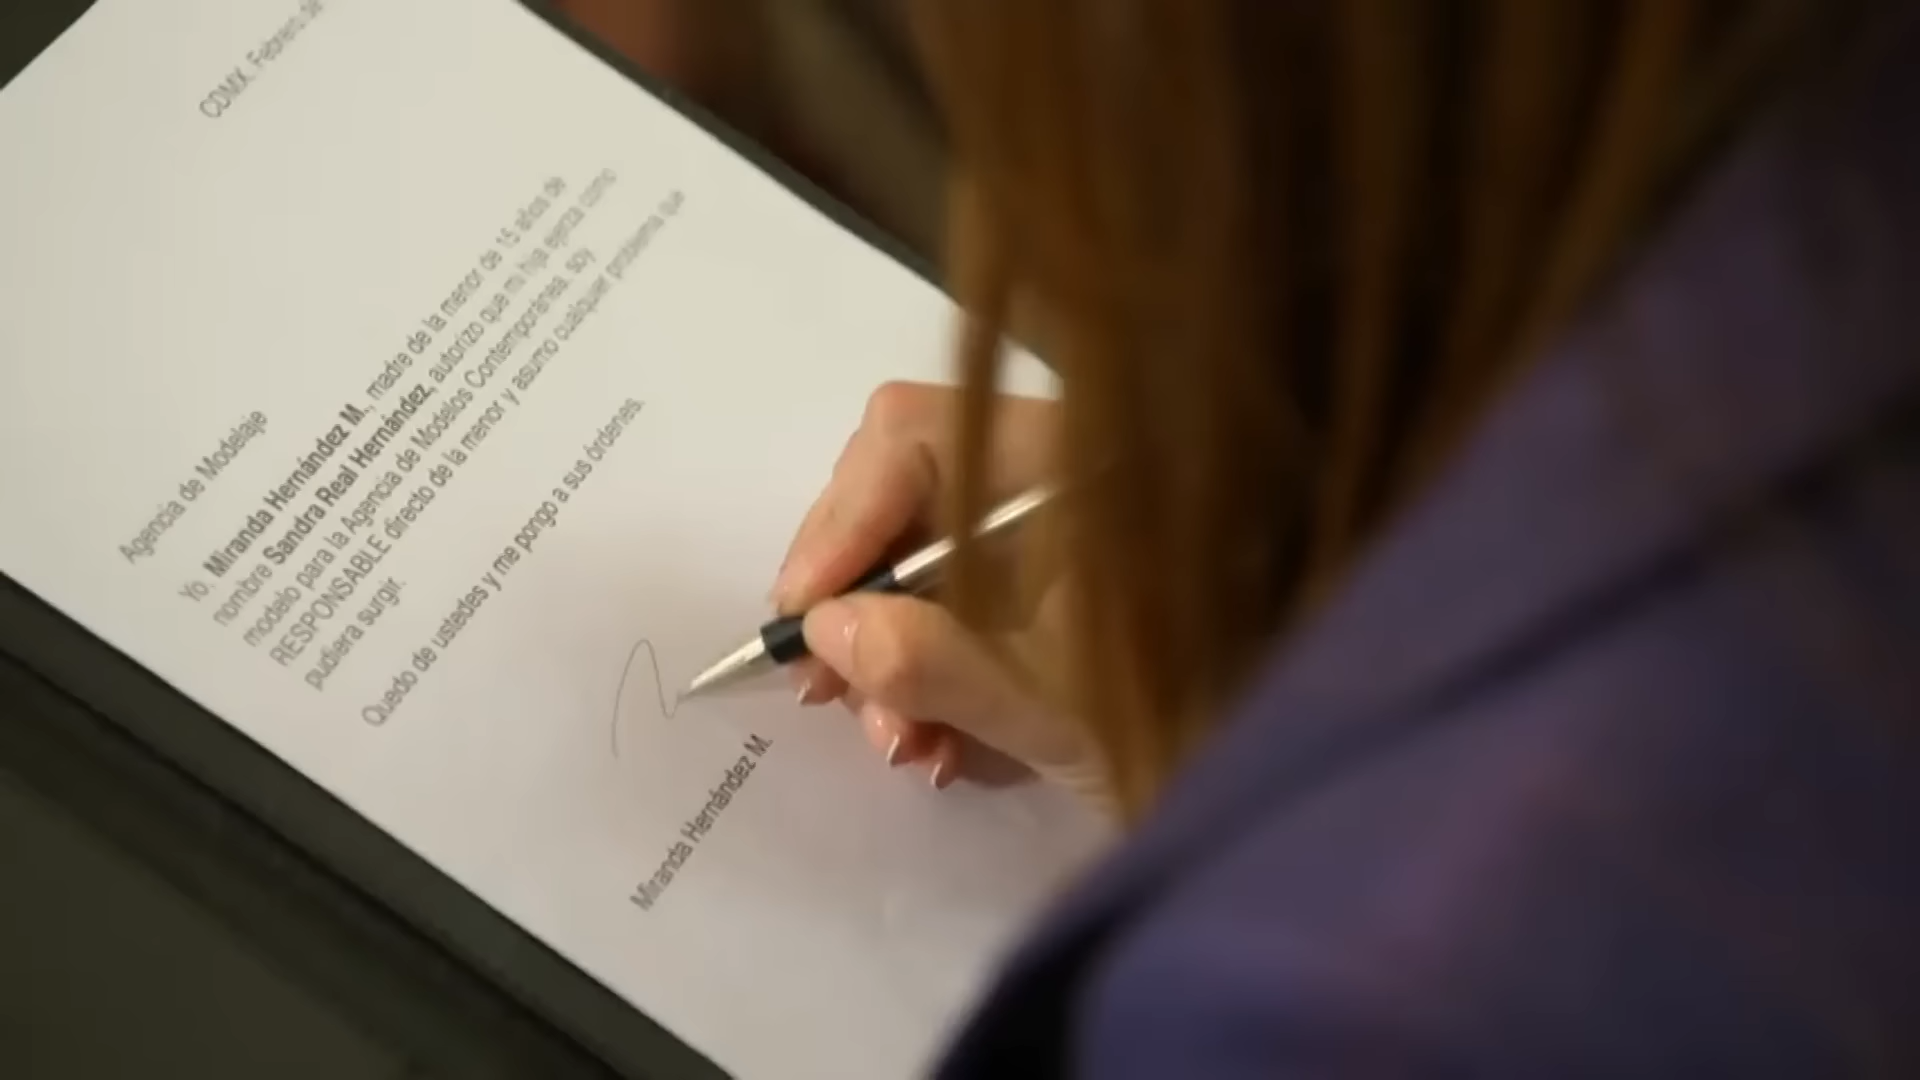 CDMX, Febrero de
Agencia de Modelaje
Yo, Miranda Hernández M., madre de la menor de 15 años de
nombre Sandra Real Hernández, autorizo que mi hija ejerza como
modelo para la Agencia de Modelos Contemporánea, soy
RESPONSABLE directo de la menor y asumo cualquier problema que
pudiera surgir.
Quedo de ustedes y me pongo a sus órdenes.
Miranda Hernández M.